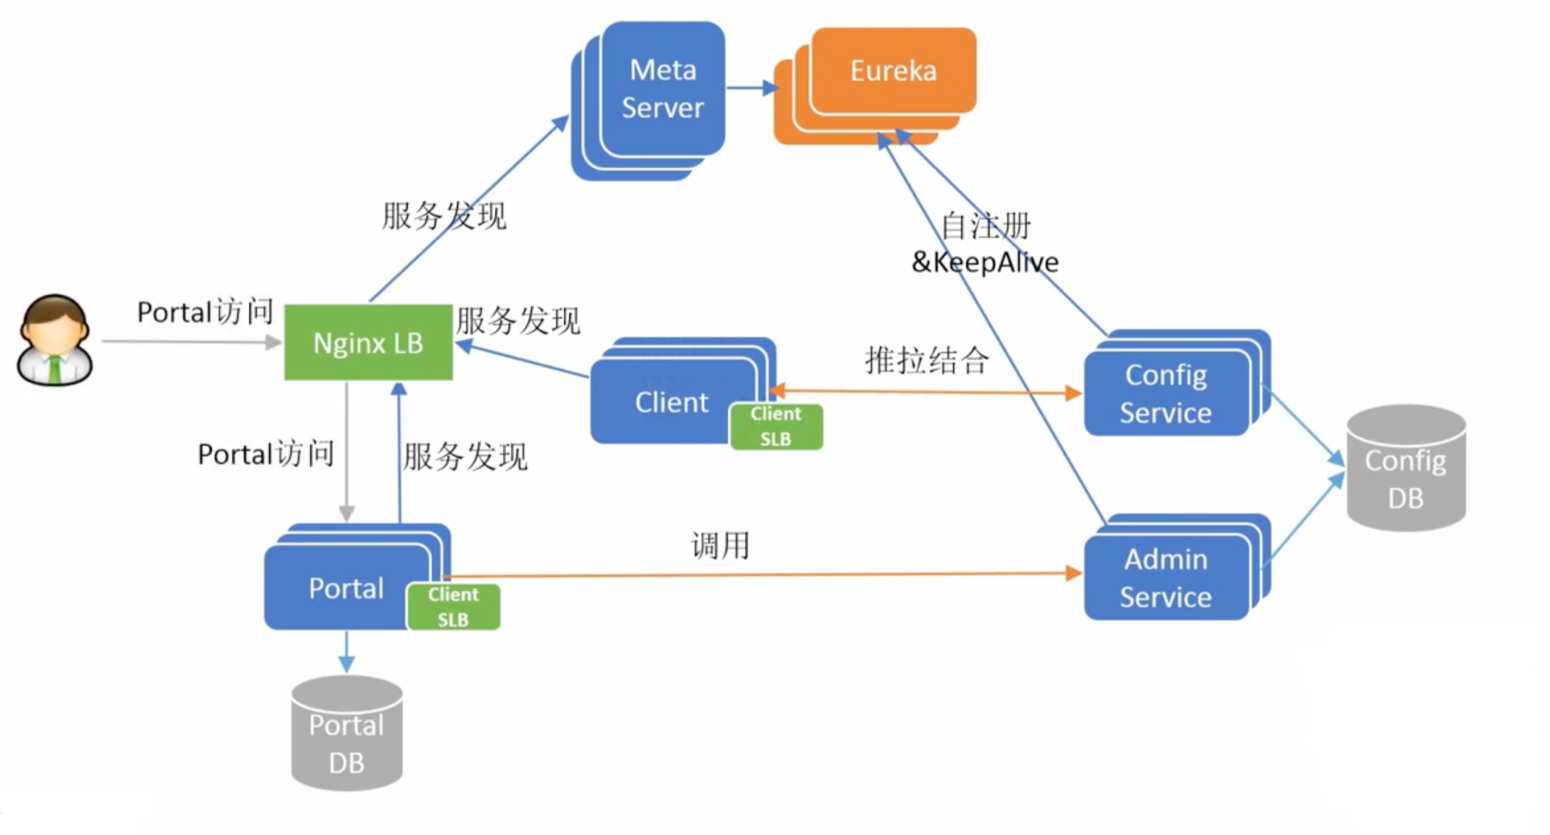 Meta
Server
Eureka
服务发现
自注册
&KeepAlive
Portal访问
Nginx LB
服务发现
Client
Client
SLB
推拉结合
Config
Service
Config
DB
Portal访问
服务发现
Portal
Client
SLB
调用
Admin
Service
Portal
DB